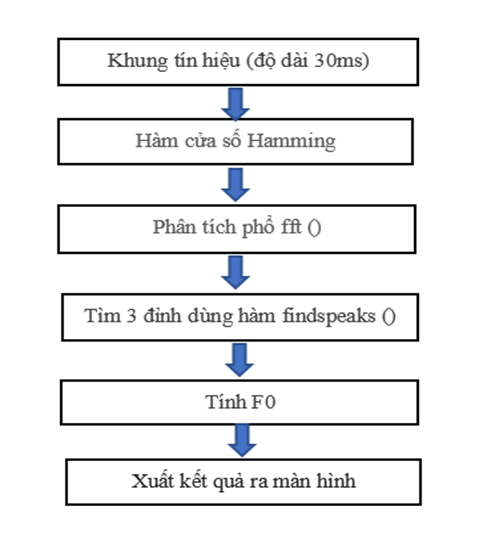 Khung tín hiệu (độ dài 30ms)
Hàm cửa số Hamming
Phân tích phổ fft ()
Tìm 3 đỉnh dùng hàm findspeaks ()
Tính F0
Xuất kết quả ra màn hình